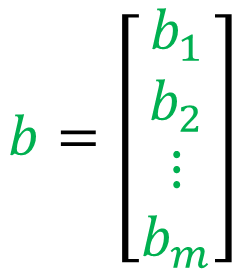 b = [
b₁
b₂
⋮
bₘ
]